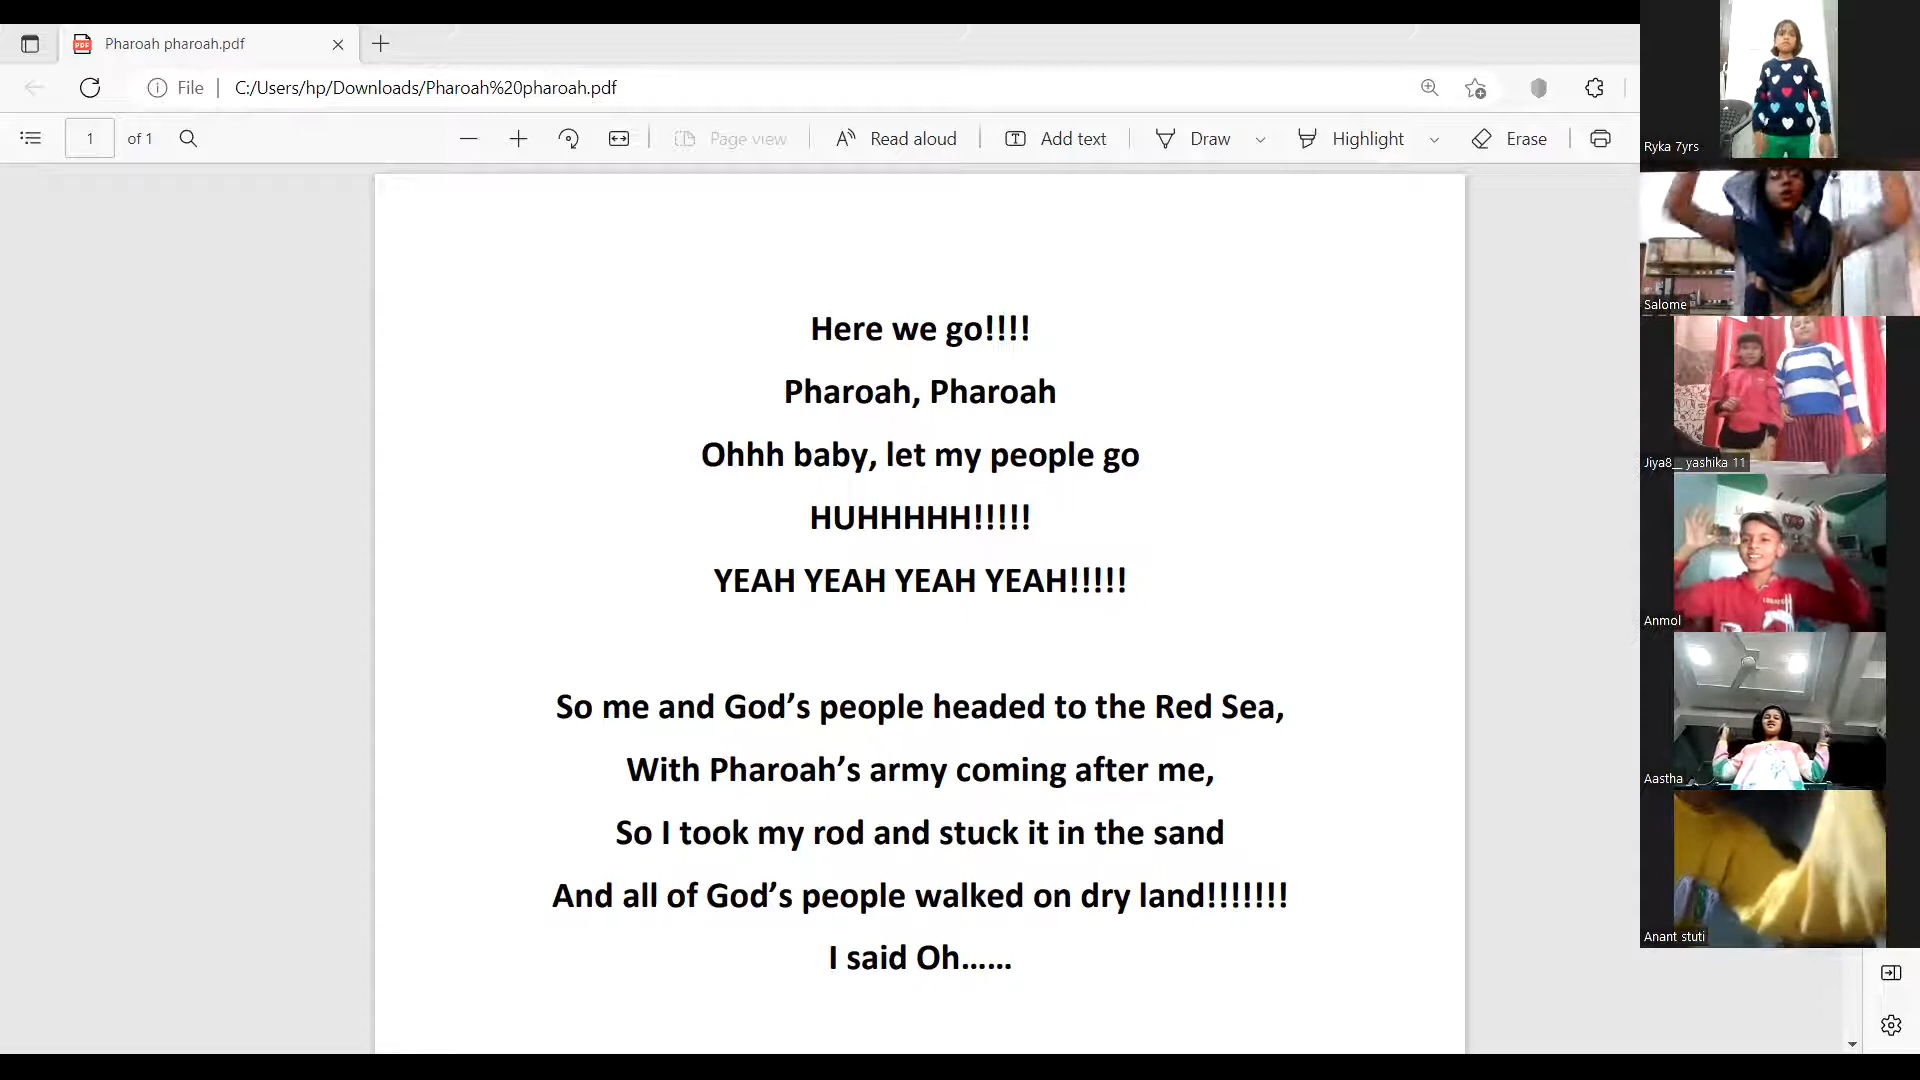 Pharoah pharoah.pdf
File
C:/Users/hp/Downloads/Pharoah%20pharoah.pdf
1 of 1
Page view
Read aloud
Add text
Draw
Highlight
Erase
Here we go!!!!
Pharoah, Pharoah
Ohhh baby, let my people go
HUHHHHH!!!!!
YEAH YEAH YEAH YEAH!!!!!
So me and God’s people headed to the Red Sea,
With Pharoah’s army coming after me,
So I took my rod and stuck it in the sand
And all of God’s people walked on dry land!!!!!!!
I said Oh……
Ryka 7yrs
Salome
Jiya8__ yashika 11
Anmol
Aastha
Anant stuti